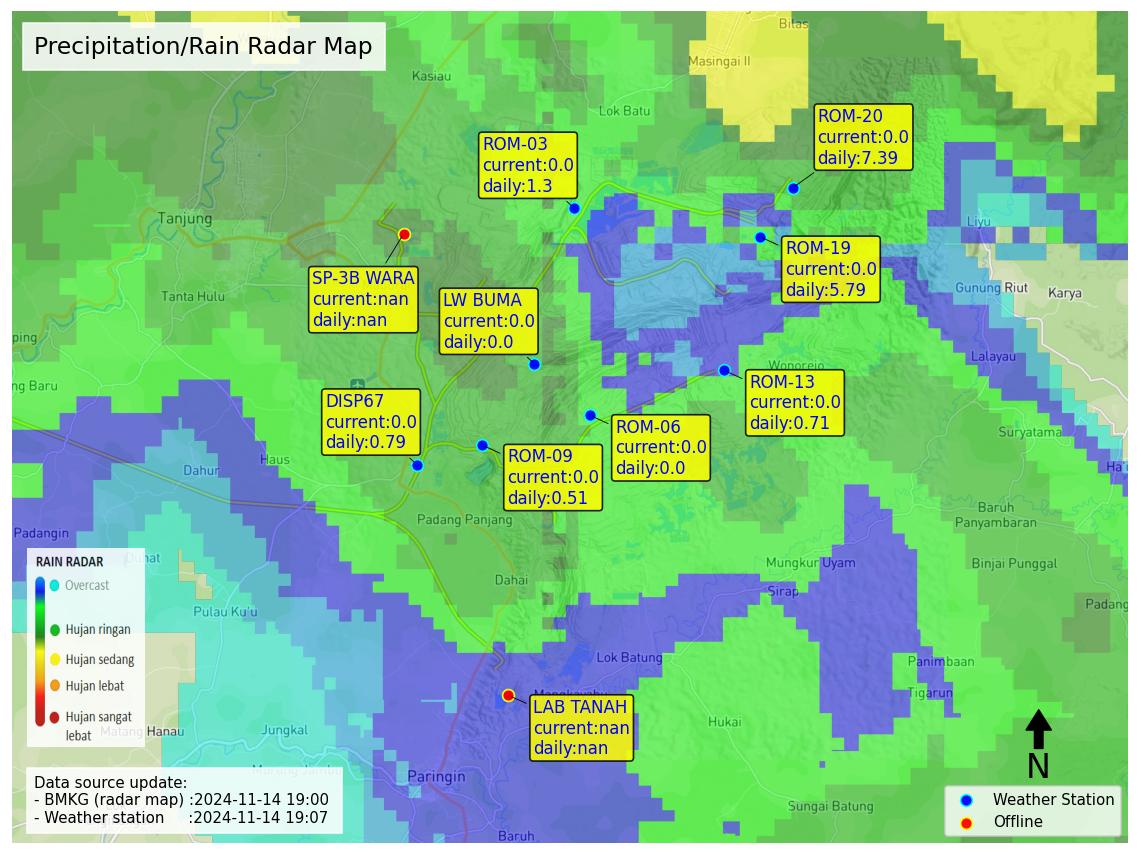 Precipitation/Rain Radar Map
Bilas
Masingai II
Kasiau
Lok Batu
ROM-20
current:0.0
daily:7.39
ROM-03
current:0.0
daily:1.3
Tanjung
Liyu
ROM-19
current:0.0
daily:5.79
SP-3B WARA
current:nan
daily:nan
Tanta Hulu
LW BUMA
current:0.0
daily:0.0
Gunung Riut
Karya
ping
Lalayau
Wonorejo
ng Baru
ROM-13
current:0.0
daily:0.71
DISP67
current:0.0
daily:0.79
ROM-06
current:0.0
daily:0.0
Suryatama
ROM-09
current:0.0
daily:0.51
Haus
Dahur
Ha
Baruh
Panyambaran
Padang Panjang
Padangin
Mungkur Uyam
Binjai Punggal
Dahai
Sirap
Padang
RAIN RADAR
Overcast
Hujan ringan
Hujan sedang
Hujan lebat
Hujan sangat
lebat
Pulau Ku'u
Lok Batung
Panimbaan
Tigarun
LAB TANAH
current:nan
daily:nan
Hukai
Matang Hanau
Jungkal
Paringin
N
Data source update:
- BMKG (radar map) :2024-11-14 19:00
- Weather station :2024-11-14 19:07
Sungai Batung
Baruh
Weather Station
Offline